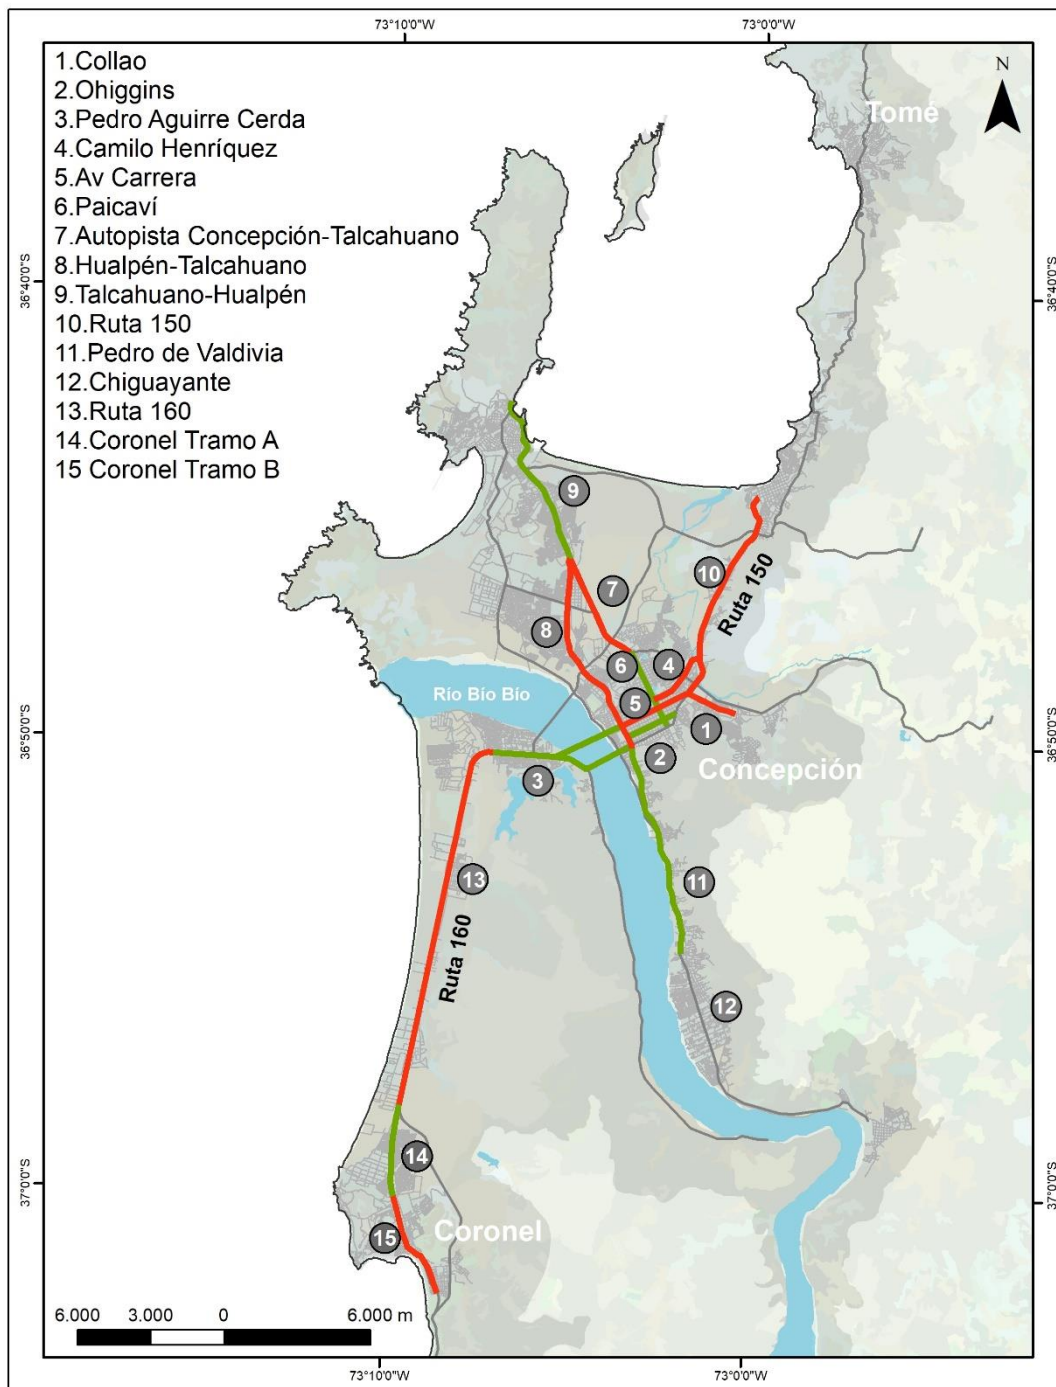 73°10'0"W
73°0'0"W
1.Collao
2.Ohiggins
3.Pedro Aguirre Cerda
4.Camilo Henríquez
5.Av Carrera
6.Paicaví
7.Autopista Concepción-Talcahuano
8.Hualpén-Talcahuano
9.Talcahuano-Hualpén
10.Ruta 150
11.Pedro de Valdivia
12.Chiguayante
13.Ruta 160
14.Coronel Tramo A
15 Coronel Tramo B
N
Tomé
36°40'0"S
36°40'0"S
9
10
7
Ruta 150
8
6
4
Río Bío Bío
5
1
36°50'0"S
36°50'0"S
2
Concepción
3
13
11
Ruta 160
12
14
37°0'0"S
37°0'0"S
Coronel
15
6.000 3.000 0 6.000 m
73°10'0"W
73°0'0"W